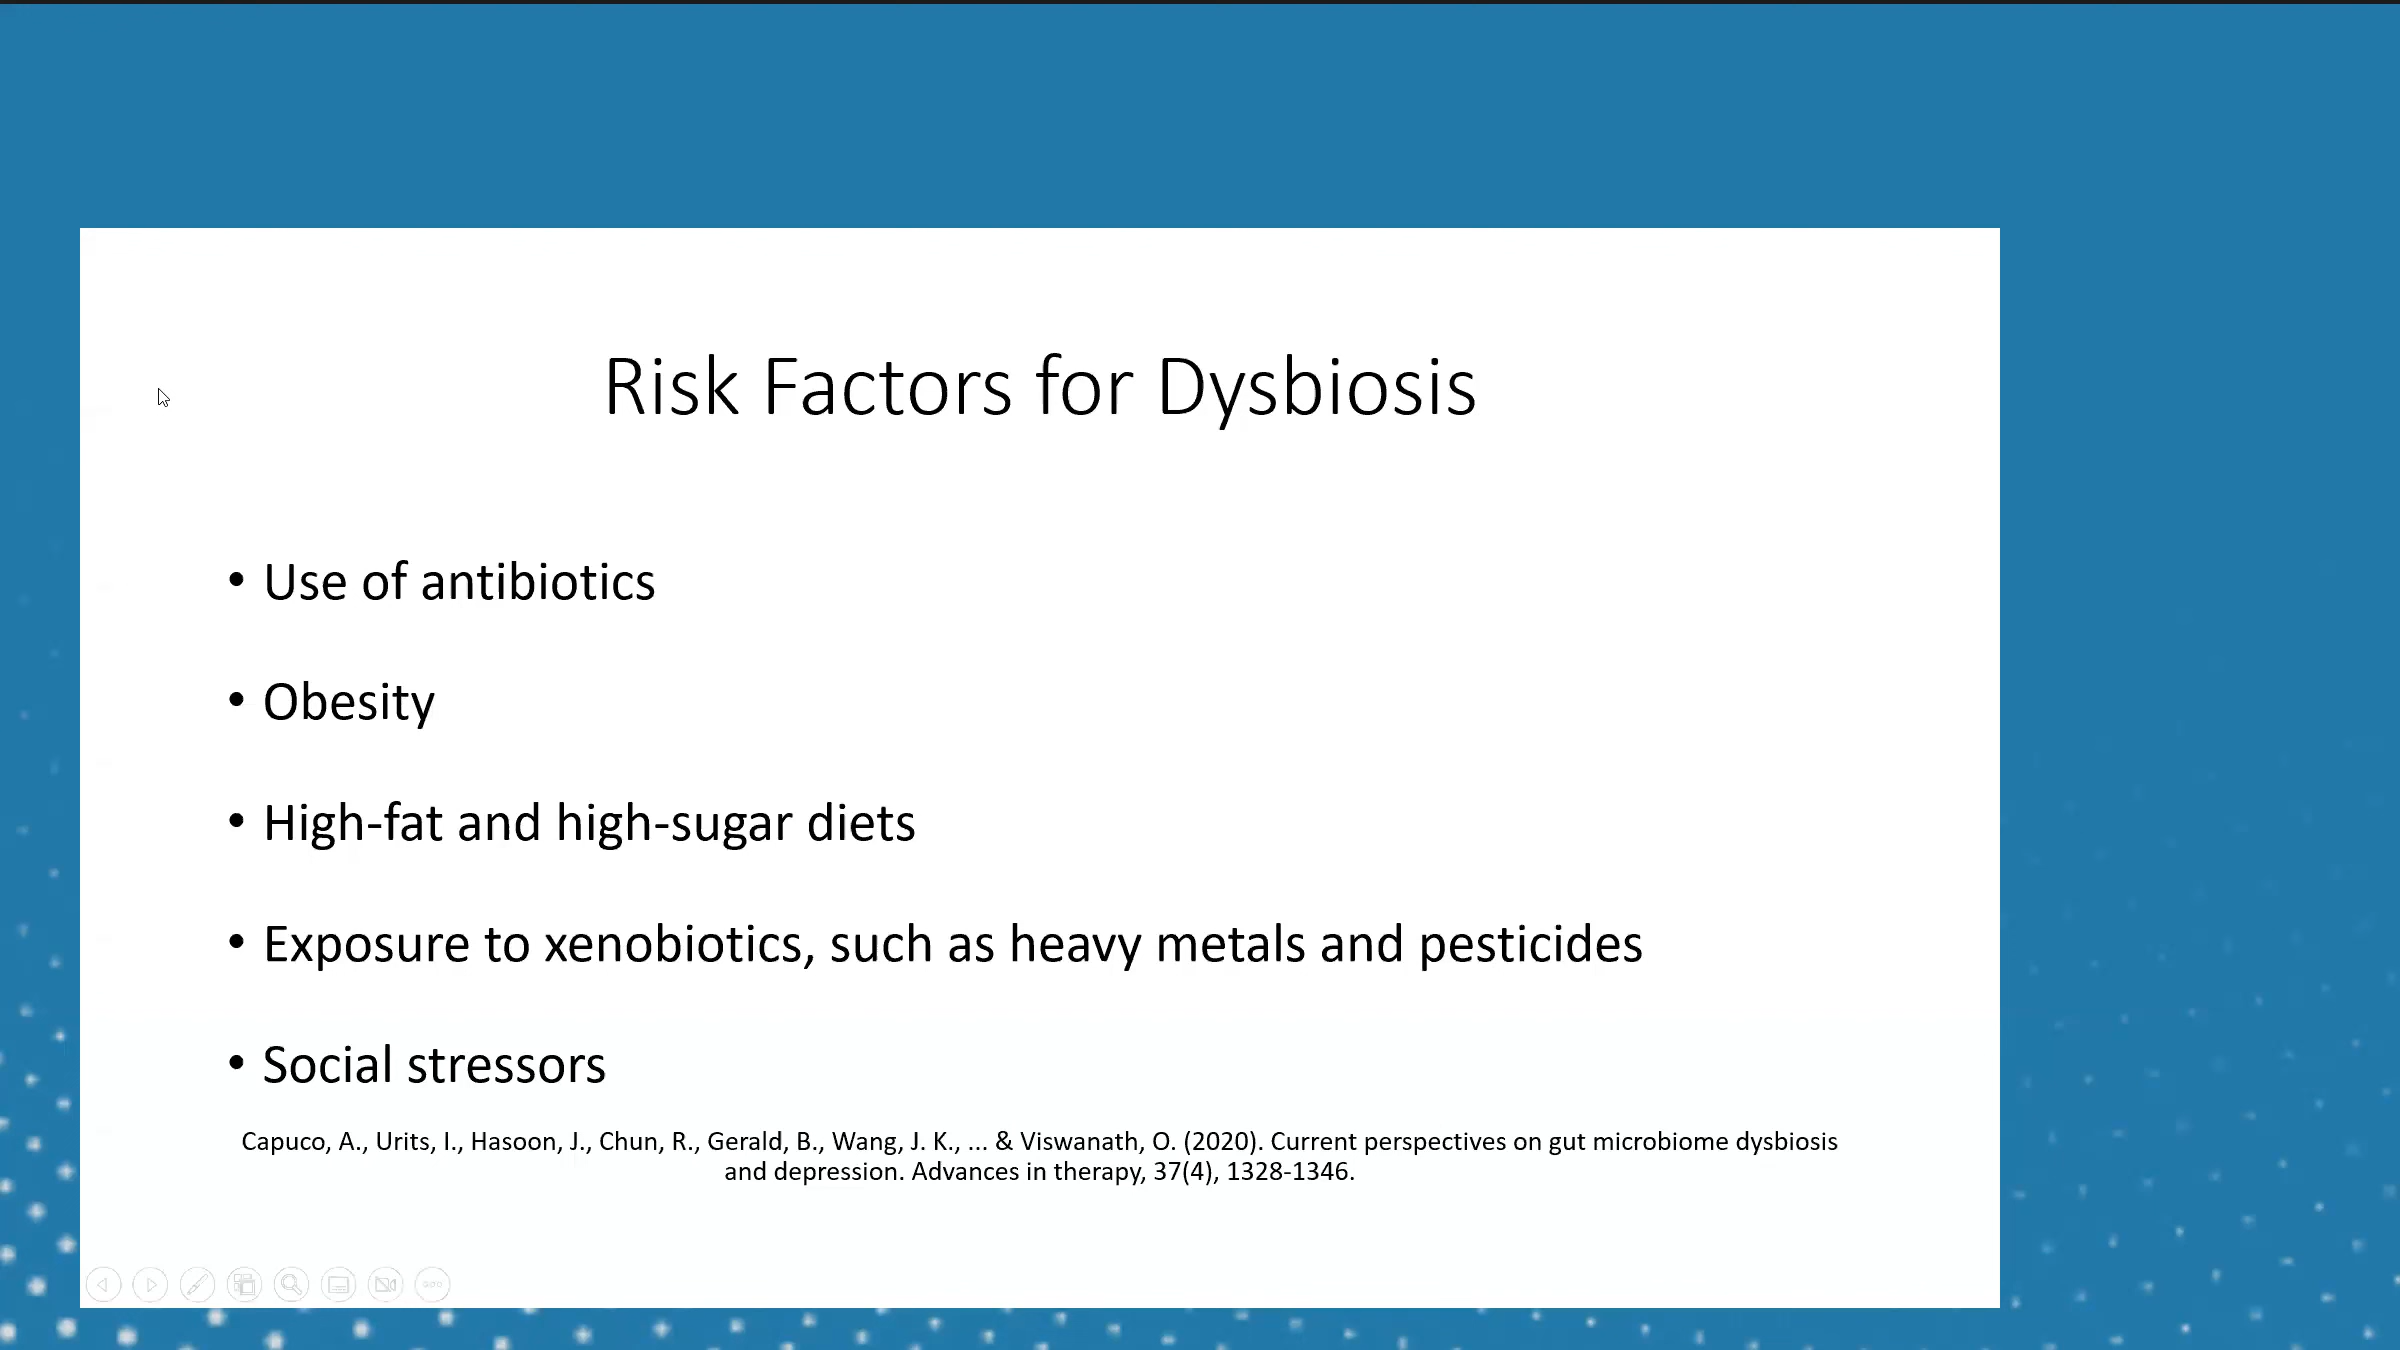 Risk Factors for Dysbiosis
• Use of antibiotics
• Obesity
• High-fat and high-sugar diets
• Exposure to xenobiotics, such as heavy metals and pesticides
• Social stressors
Capuco, A., Urits, I., Hasoon, J., Chun, R., Gerald, B., Wang, J. K., ... & Viswanath, O. (2020). Current perspectives on gut microbiome dysbiosis
and depression. Advances in therapy, 37(4), 1328-1346.